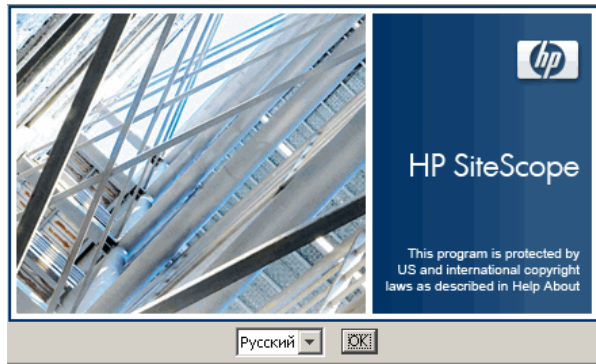 hp
HP SiteScope
This program is protected by
US and international copyright
laws as described in Help About
Русский
OK